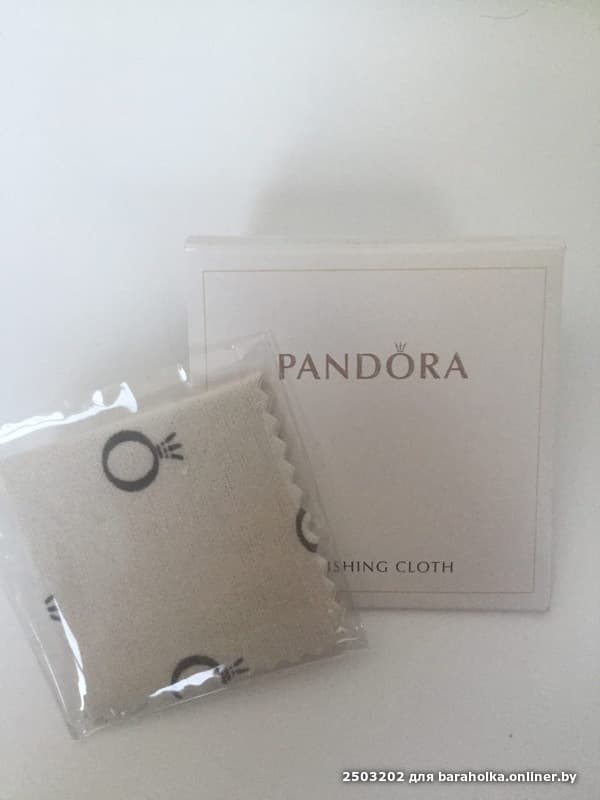 PANDORA
ISHING CLOTH
2503202 для baraholka.onliner.by